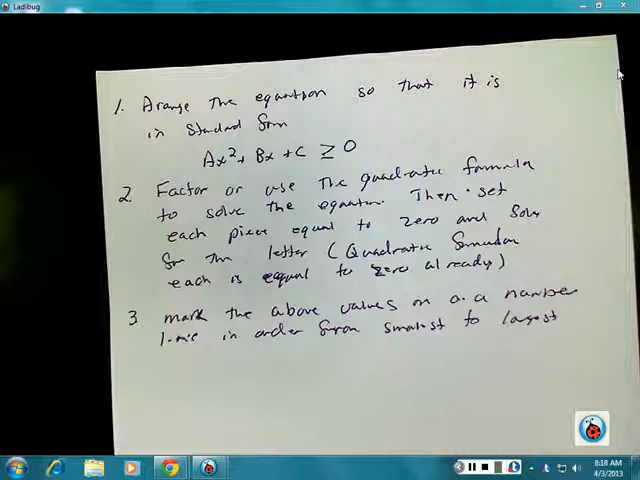 Ladibug
1. Arange the equation so that it is
in Standard form
Ax² + Bx + C ≥ 0
2. Factor or use the quadratic formula
to solve the equation. Then set
each piece equal to zero and solve
for the letter (Quadratic formula
each is equal to zero already)
3. mark the above values on a a number
line in order from smallest to largest
8:18 AM
4/3/2013